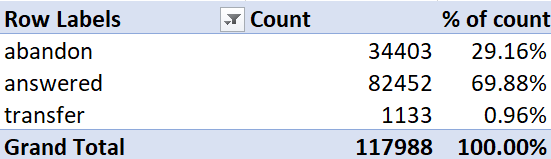 Row Labels Count % of count
abandon 34403 29.16%
answered 82452 69.88%
transfer 1133 0.96%
Grand Total 117988 100.00%